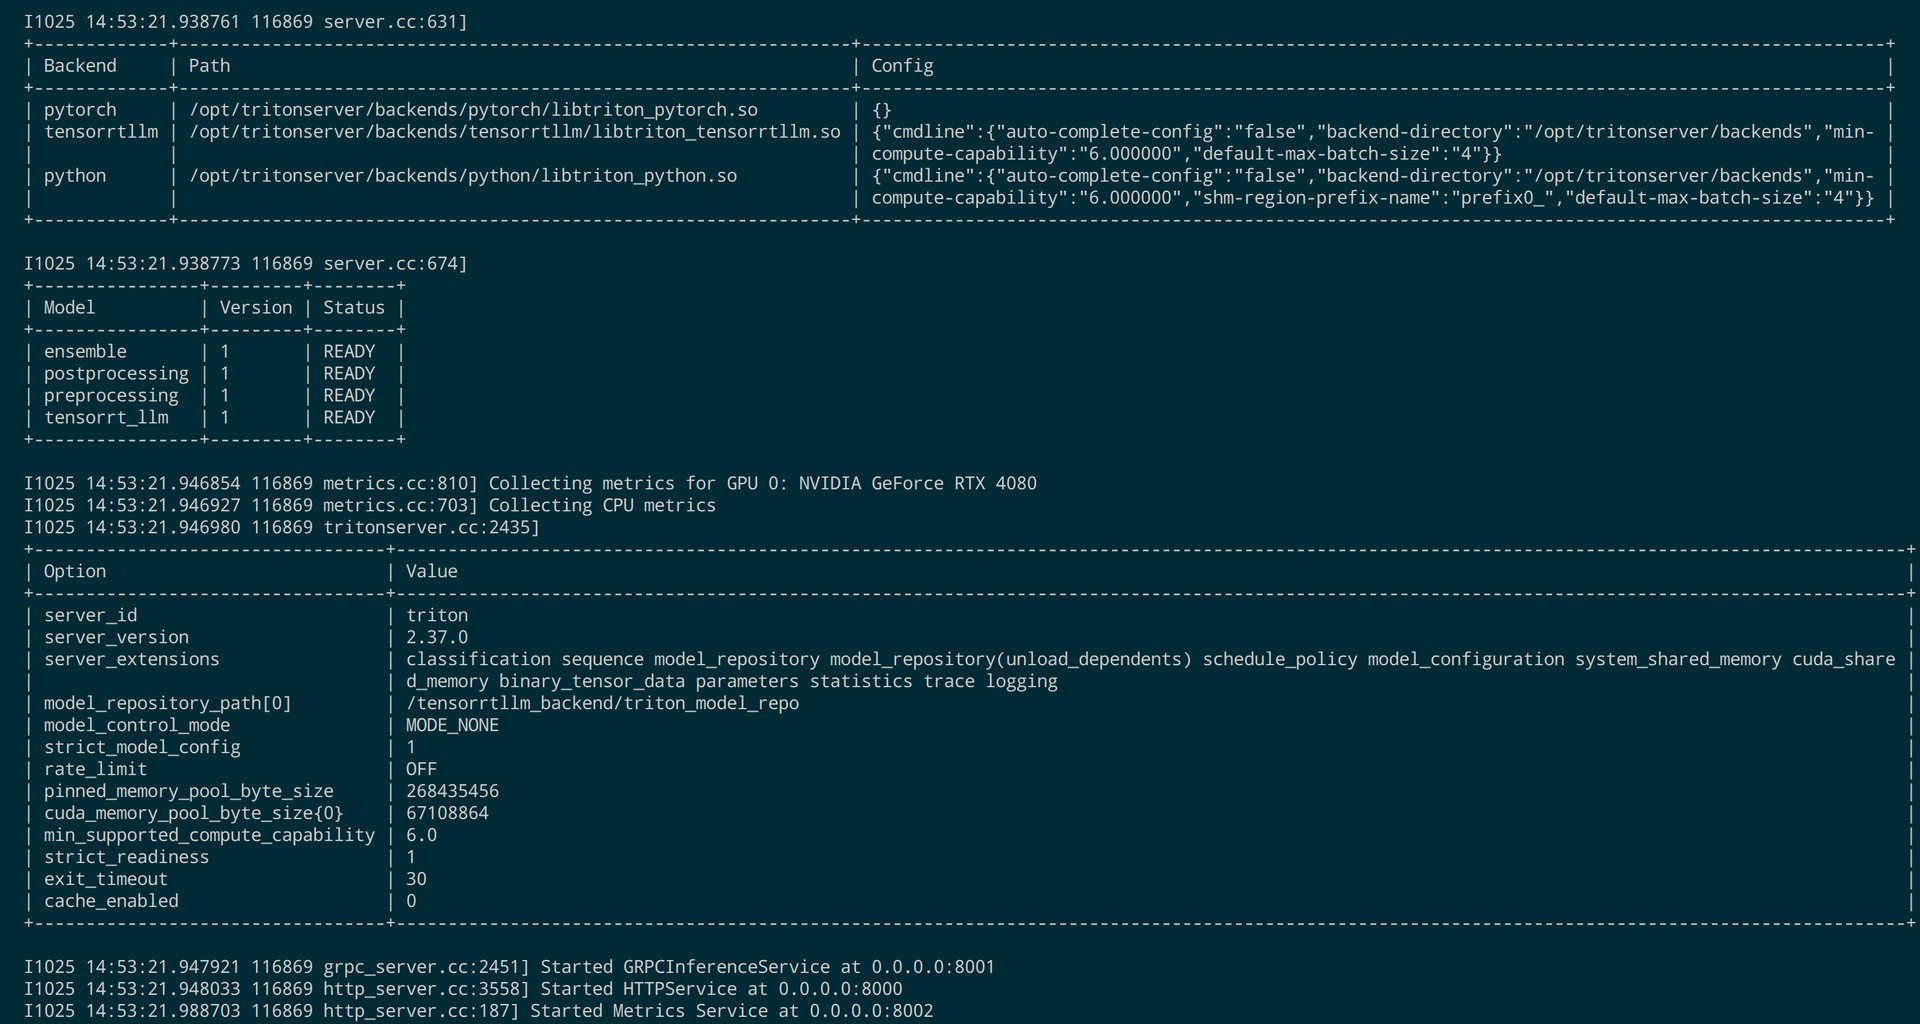 I1025 14:53:21.938761 116869 server.cc:631]
+-------------+-----------------------------------------------------------------+---------------------------------------------------------------------------------------------------+
| Backend     | Path                                                            | Config                                                                                            |
+-------------+-----------------------------------------------------------------+---------------------------------------------------------------------------------------------------+
| pytorch     | /opt/tritonserver/backends/pytorch/libtriton_pytorch.so         | {}                                                                                                |
| tensorrtllm | /opt/tritonserver/backends/tensorrtllm/libtriton_tensorrtllm.so | {"cmdline":{"auto-complete-config":"false","backend-directory":"/opt/tritonserver/backends","min- |
|             |                                                                 | compute-capability":"6.000000","default-max-batch-size":"4"}}                                     |
| python      | /opt/tritonserver/backends/python/libtriton_python.so           | {"cmdline":{"auto-complete-config":"false","backend-directory":"/opt/tritonserver/backends","min- |
|             |                                                                 | compute-capability":"6.000000","shm-region-prefix-name":"prefix0_","default-max-batch-size":"4"}} |
+-------------+-----------------------------------------------------------------+---------------------------------------------------------------------------------------------------+
I1025 14:53:21.938773 116869 server.cc:674]
+----------------+---------+--------+
| Model          | Version | Status |
+----------------+---------+--------+
| ensemble       | 1       | READY  |
| postprocessing | 1       | READY  |
| preprocessing  | 1       | READY  |
| tensorrt_llm   | 1       | READY  |
+----------------+---------+--------+
I1025 14:53:21.946854 116869 metrics.cc:810] Collecting metrics for GPU 0: NVIDIA GeForce RTX 4080
I1025 14:53:21.946927 116869 metrics.cc:703] Collecting CPU metrics
I1025 14:53:21.946980 116869 tritonserver.cc:2435]
+----------------------------------+--------------------------------------------------------------------------------------------------------------------------------------------------+
| Option                           | Value                                                                                                                                            |
+----------------------------------+--------------------------------------------------------------------------------------------------------------------------------------------------+
| server_id                        | triton                                                                                                                                           |
| server_version                   | 2.37.0                                                                                                                                           |
| server_extensions                | classification sequence model_repository model_repository(unload_dependents) schedule_policy model_configuration system_shared_memory cuda_share |
|                                  | d_memory binary_tensor_data parameters statistics trace logging                                                                                  |
| model_repository_path[0]         | /tensorrtllm_backend/triton_model_repo                                                                                                           |
| model_control_mode               | MODE_NONE                                                                                                                                        |
| strict_model_config              | 1                                                                                                                                                |
| rate_limit                       | OFF                                                                                                                                              |
| pinned_memory_pool_byte_size     | 268435456                                                                                                                                        |
| cuda_memory_pool_byte_size{0}    | 67108864                                                                                                                                         |
| min_supported_compute_capability | 6.0                                                                                                                                              |
| strict_readiness                 | 1                                                                                                                                                |
| exit_timeout                     | 30                                                                                                                                               |
| cache_enabled                    | 0                                                                                                                                                |
+----------------------------------+--------------------------------------------------------------------------------------------------------------------------------------------------+
I1025 14:53:21.947921 116869 grpc_server.cc:2451] Started GRPCInferenceService at 0.0.0.0:8001
I1025 14:53:21.948033 116869 http_server.cc:3558] Started HTTPService at 0.0.0.0:8000
I1025 14:53:21.988703 116869 http_server.cc:187] Started Metrics Service at 0.0.0.0:8002